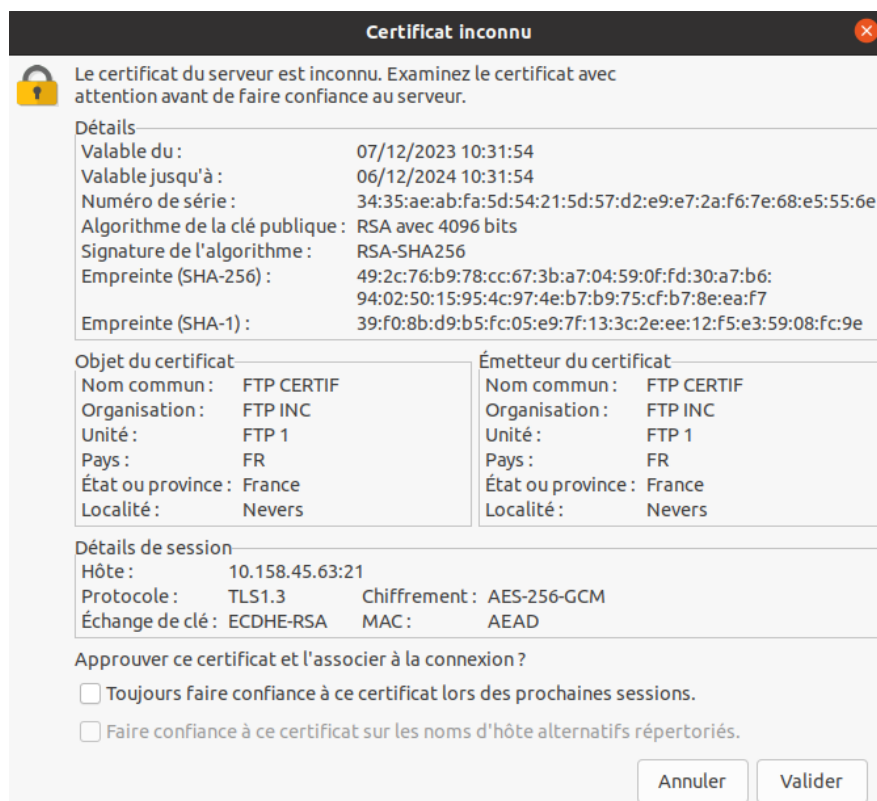 Certificat inconnu
Le certificat du serveur est inconnu. Examinez le certificat avec
attention avant de faire confiance au serveur.
Détails
Valable du : 07/12/2023 10:31:54
Valable jusqu'à : 06/12/2024 10:31:54
Numéro de série : 34:35:ae:ab:fa:5d:54:21:5d:57:d2:e9:e7:2a:f6:7e:68:e5:55:6e
Algorithme de la clé publique : RSA avec 4096 bits
Signature de l'algorithme : RSA-SHA256
Empreinte (SHA-256) : 49:2c:76:b9:78:cc:67:3b:a7:04:59:0f:fd:30:a7:b6:
94:02:50:15:95:4c:97:4e:b7:b9:75:cf:b7:8e:ea:f7
Empreinte (SHA-1) : 39:f0:8b:d9:b5:fc:05:e9:7f:13:3c:2e:ee:12:f5:e3:59:08:fc:9e
Objet du certificat
Nom commun : FTP CERTIF
Organisation : FTP INC
Unité : FTP 1
Pays : FR
État ou province : France
Localité : Nevers
Émetteur du certificat
Nom commun : FTP CERTIF
Organisation : FTP INC
Unité : FTP 1
Pays : FR
État ou province : France
Localité : Nevers
Détails de session
Hôte : 10.158.45.63:21
Protocole : TLS1.3 Chiffrement : AES-256-GCM
Échange de clé : ECDHE-RSA MAC : AEAD
Approuver ce certificat et l'associer à la connexion ?
Toujours faire confiance à ce certificat lors des prochaines sessions.
Faire confiance à ce certificat sur les noms d'hôte alternatifs répertoriés.
Annuler Valider